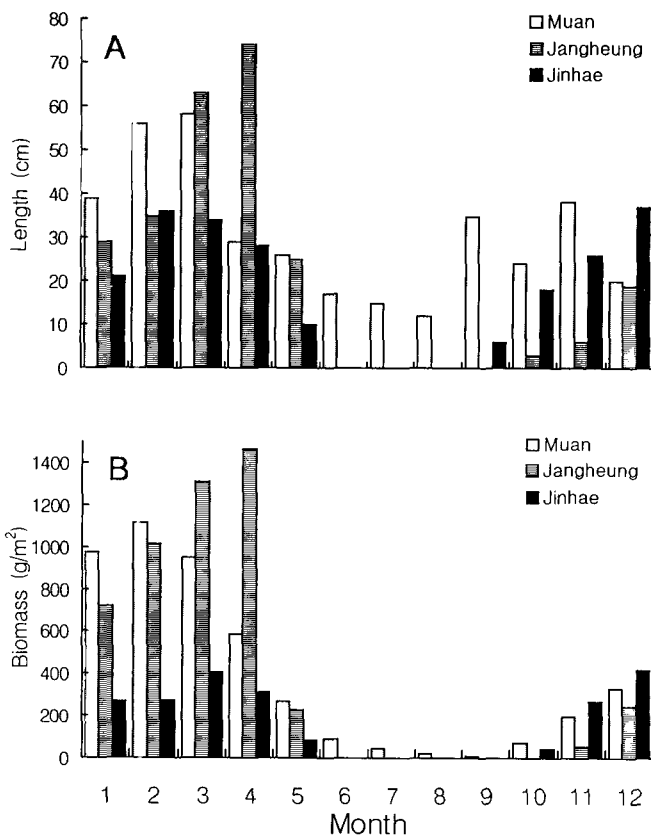 A
Muan
Jangheung
Jinhae
Length (cm)
80
70
60
50
40
30
20
10
0
B
Muan
Jangheung
Jinhae
Biomass (g/m²)
1400
1200
1000
800
600
400
200
0
1 2 3 4 5 6 7 8 9 10 11 12
Month